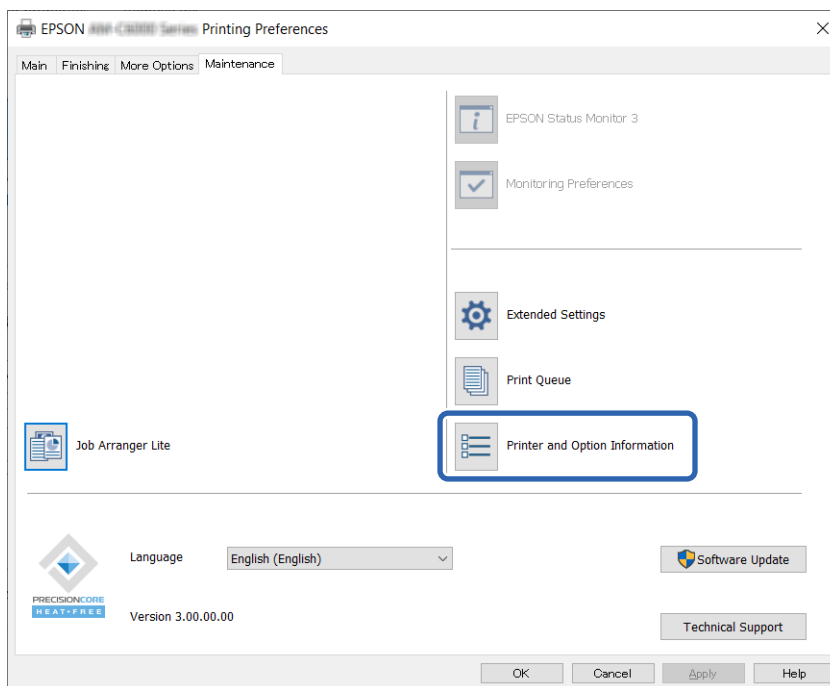 EPSON Series Printing Preferences
Main Finishing More Options Maintenance
EPSON Status Monitor 3
Monitoring Preferences
Extended Settings
Print Queue
Job Arranger Lite
Printer and Option Information
Language
English (English)
Software Update
PRECISIONCORE
HEAT-FREE
Version 3.00.00.00
Technical Support
OK Cancel Apply Help